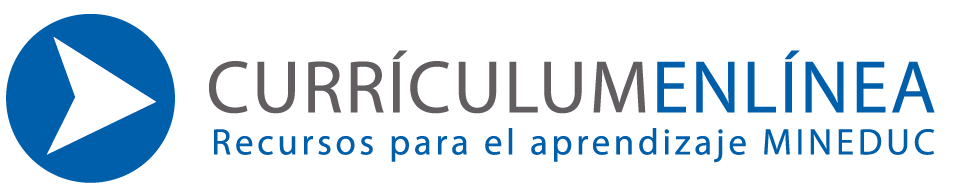 CURRÍCULUMENLÍNEA
Recursos para el aprendizaje MINEDUC